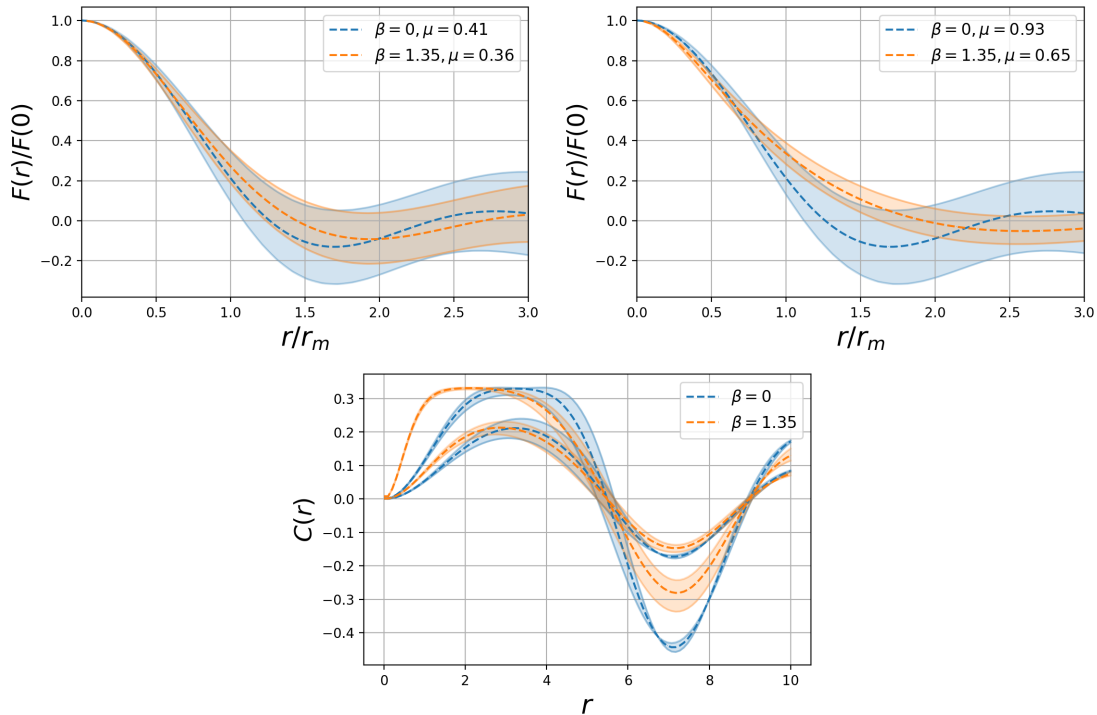 F(r)/F(0)
1.0
0.8
0.6
0.4
0.2
0.0
−0.2
β = 0, μ = 0.41
β = 1.35, μ = 0.36
0.0 0.5 1.0 1.5 2.0 2.5 3.0
r/r_m
F(r)/F(0)
1.0
0.8
0.6
0.4
0.2
0.0
−0.2
β = 0, μ = 0.93
β = 1.35, μ = 0.65
0.0 0.5 1.0 1.5 2.0 2.5 3.0
r/r_m
C(r)
0.3
0.2
0.1
0.0
−0.1
−0.2
−0.3
−0.4
β = 0
β = 1.35
0 2 4 6 8 10
r